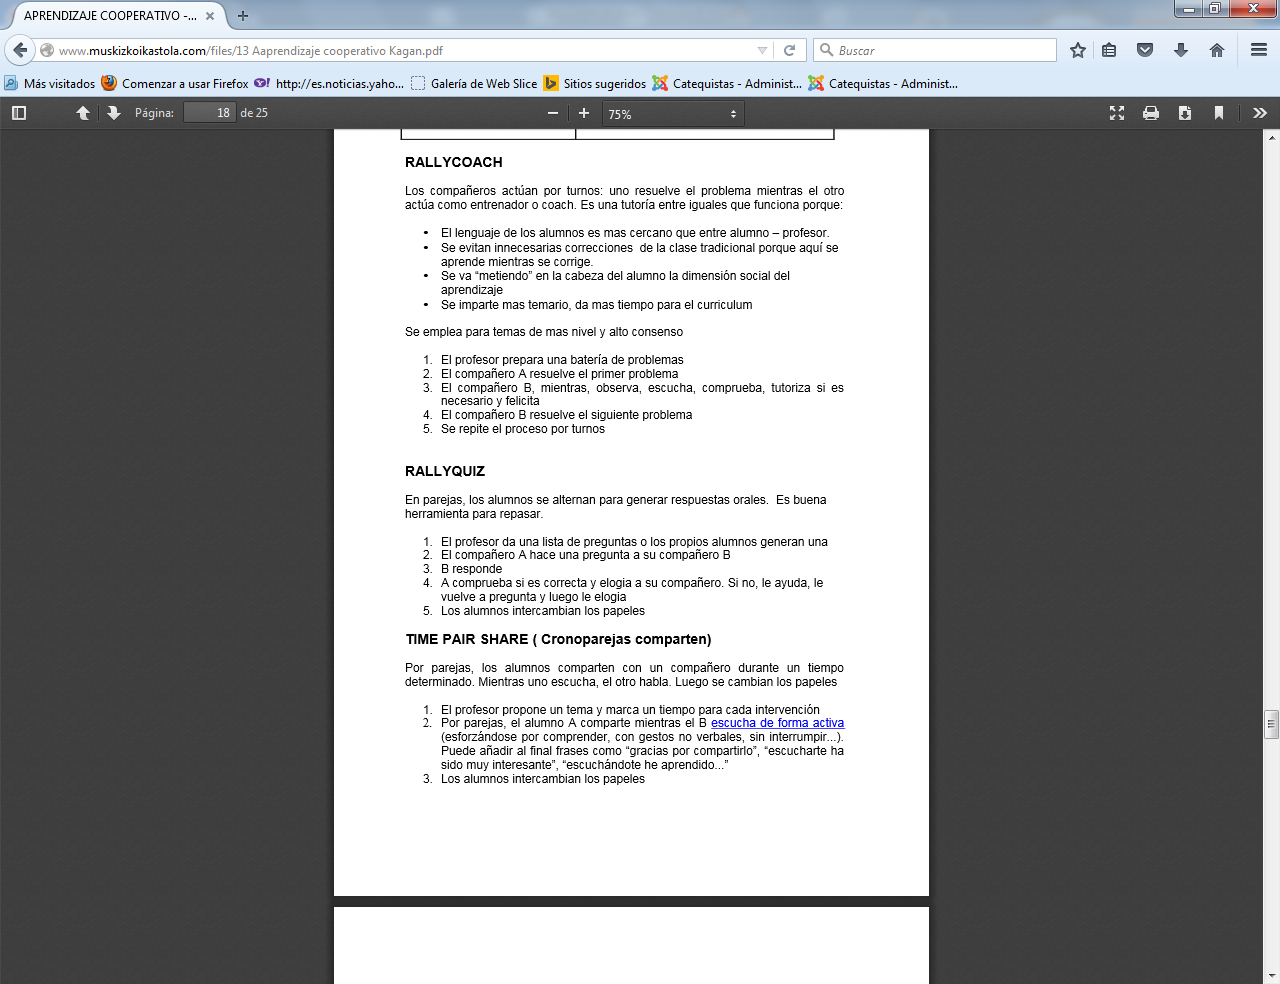 APRENDIZAJE COOPERATIVO -...
www.muskizkoikastola.com/files/13 Aaprendizaje cooperativo Kagan.pdf
Buscar
Más visitados
Comenzar a usar Firefox
http://es.noticias.yaho...
Galería de Web Slice
Sitios sugeridos
Catequistas - Administ...
Catequistas - Administ...
Página: 18 de 25
75%
RALLYCOACH
Los compañeros actúan por turnos: uno resuelve el problema mientras el otro
actúa como entrenador o coach. Es una tutoría entre iguales que funciona porque:
• El lenguaje de los alumnos es mas cercano que entre alumno – profesor.
• Se evitan innecesarias correcciones  de la clase tradicional porque aquí se
aprende mientras se corrige.
• Se va “metiendo” en la cabeza del alumno la dimensión social del
aprendizaje
• Se imparte mas temario, da mas tiempo para el curriculum
Se emplea para temas de mas nivel y alto consenso
1. El profesor prepara una batería de problemas
2. El compañero A resuelve el primer problema
3. El compañero B, mientras, observa, escucha, comprueba, tutoriza si es
necesario y felicita
4. El compañero B resuelve el siguiente problema
5. Se repite el proceso por turnos
RALLYQUIZ
En parejas, los alumnos se alternan para generar respuestas orales.  Es buena
herramienta para repasar.
1. El profesor da una lista de preguntas o los propios alumnos generan una
2. El compañero A hace una pregunta a su compañero B
3. B responde
4. A comprueba si es correcta y elogia a su compañero. Si no, le ayuda, le
vuelve a pregunta y luego le elogia
5. Los alumnos intercambian los papeles
TIME PAIR SHARE ( Cronoparejas comparten)
Por parejas, los alumnos comparten con un compañero durante un tiempo
determinado. Mientras uno escucha, el otro habla. Luego se cambian los papeles
1. El profesor propone un tema y marca un tiempo para cada intervención
2. Por parejas, el alumno A comparte mientras el B escucha de forma activa
(esforzándose por comprender, con gestos no verbales, sin interrumpir...).
Puede añadir al final frases como “gracias por compartirlo”, “escucharte ha
sido muy interesante”, “escuchándote he aprendido...”
3. Los alumnos intercambian los papeles